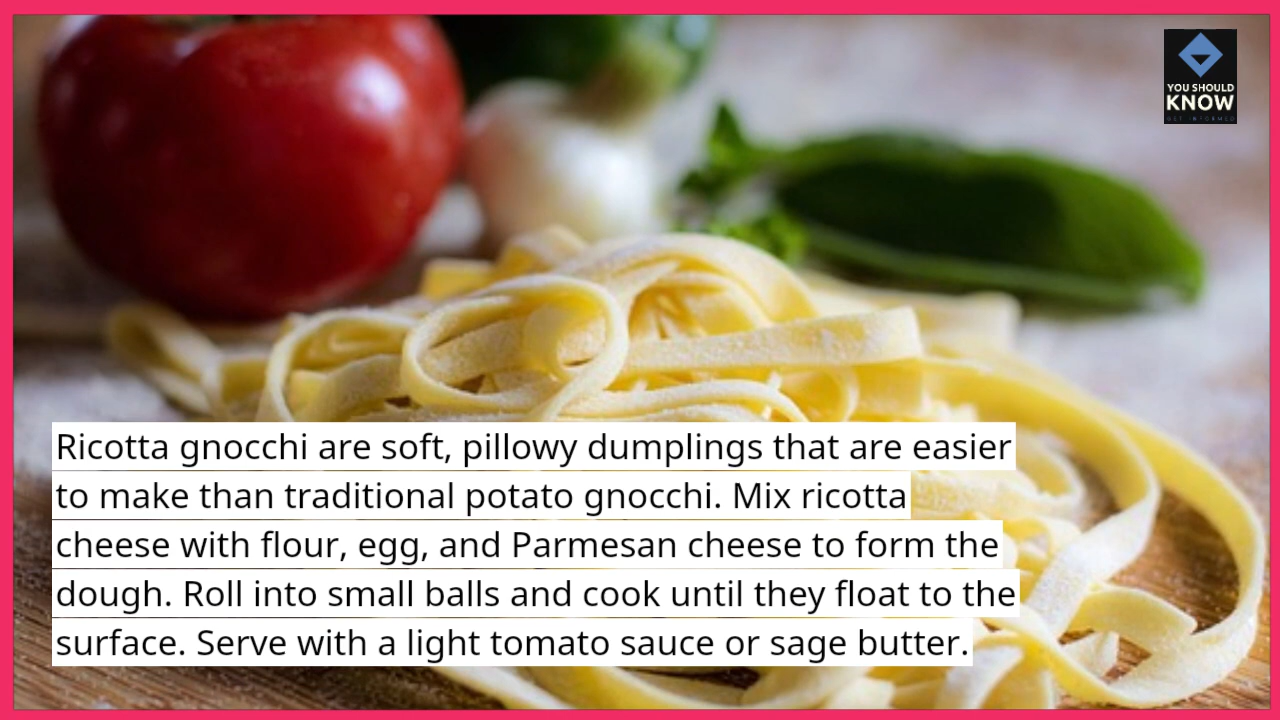 YOU SHOULD
KNOW
GET INFORMED
Ricotta gnocchi are soft, pillowy dumplings that are easier
to make than traditional potato gnocchi. Mix ricotta
cheese with flour, egg, and Parmesan cheese to form the
dough. Roll into small balls and cook until they float to the
surface. Serve with a light tomato sauce or sage butter.